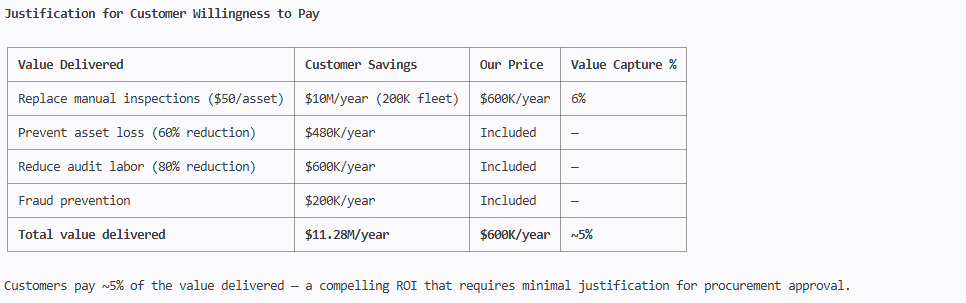 Justification for Customer Willingness to Pay
Value Delivered Customer Savings Our Price Value Capture %
Replace manual inspections ($50/asset) $10M/year (200K fleet) $600K/year 6%
Prevent asset loss (60% reduction) $480K/year Included —
Reduce audit labor (80% reduction) $600K/year Included —
Fraud prevention $200K/year Included —
Total value delivered $11.28M/year $600K/year ~5%
Customers pay ~5% of the value delivered — a compelling ROI that requires minimal justification for procurement approval.